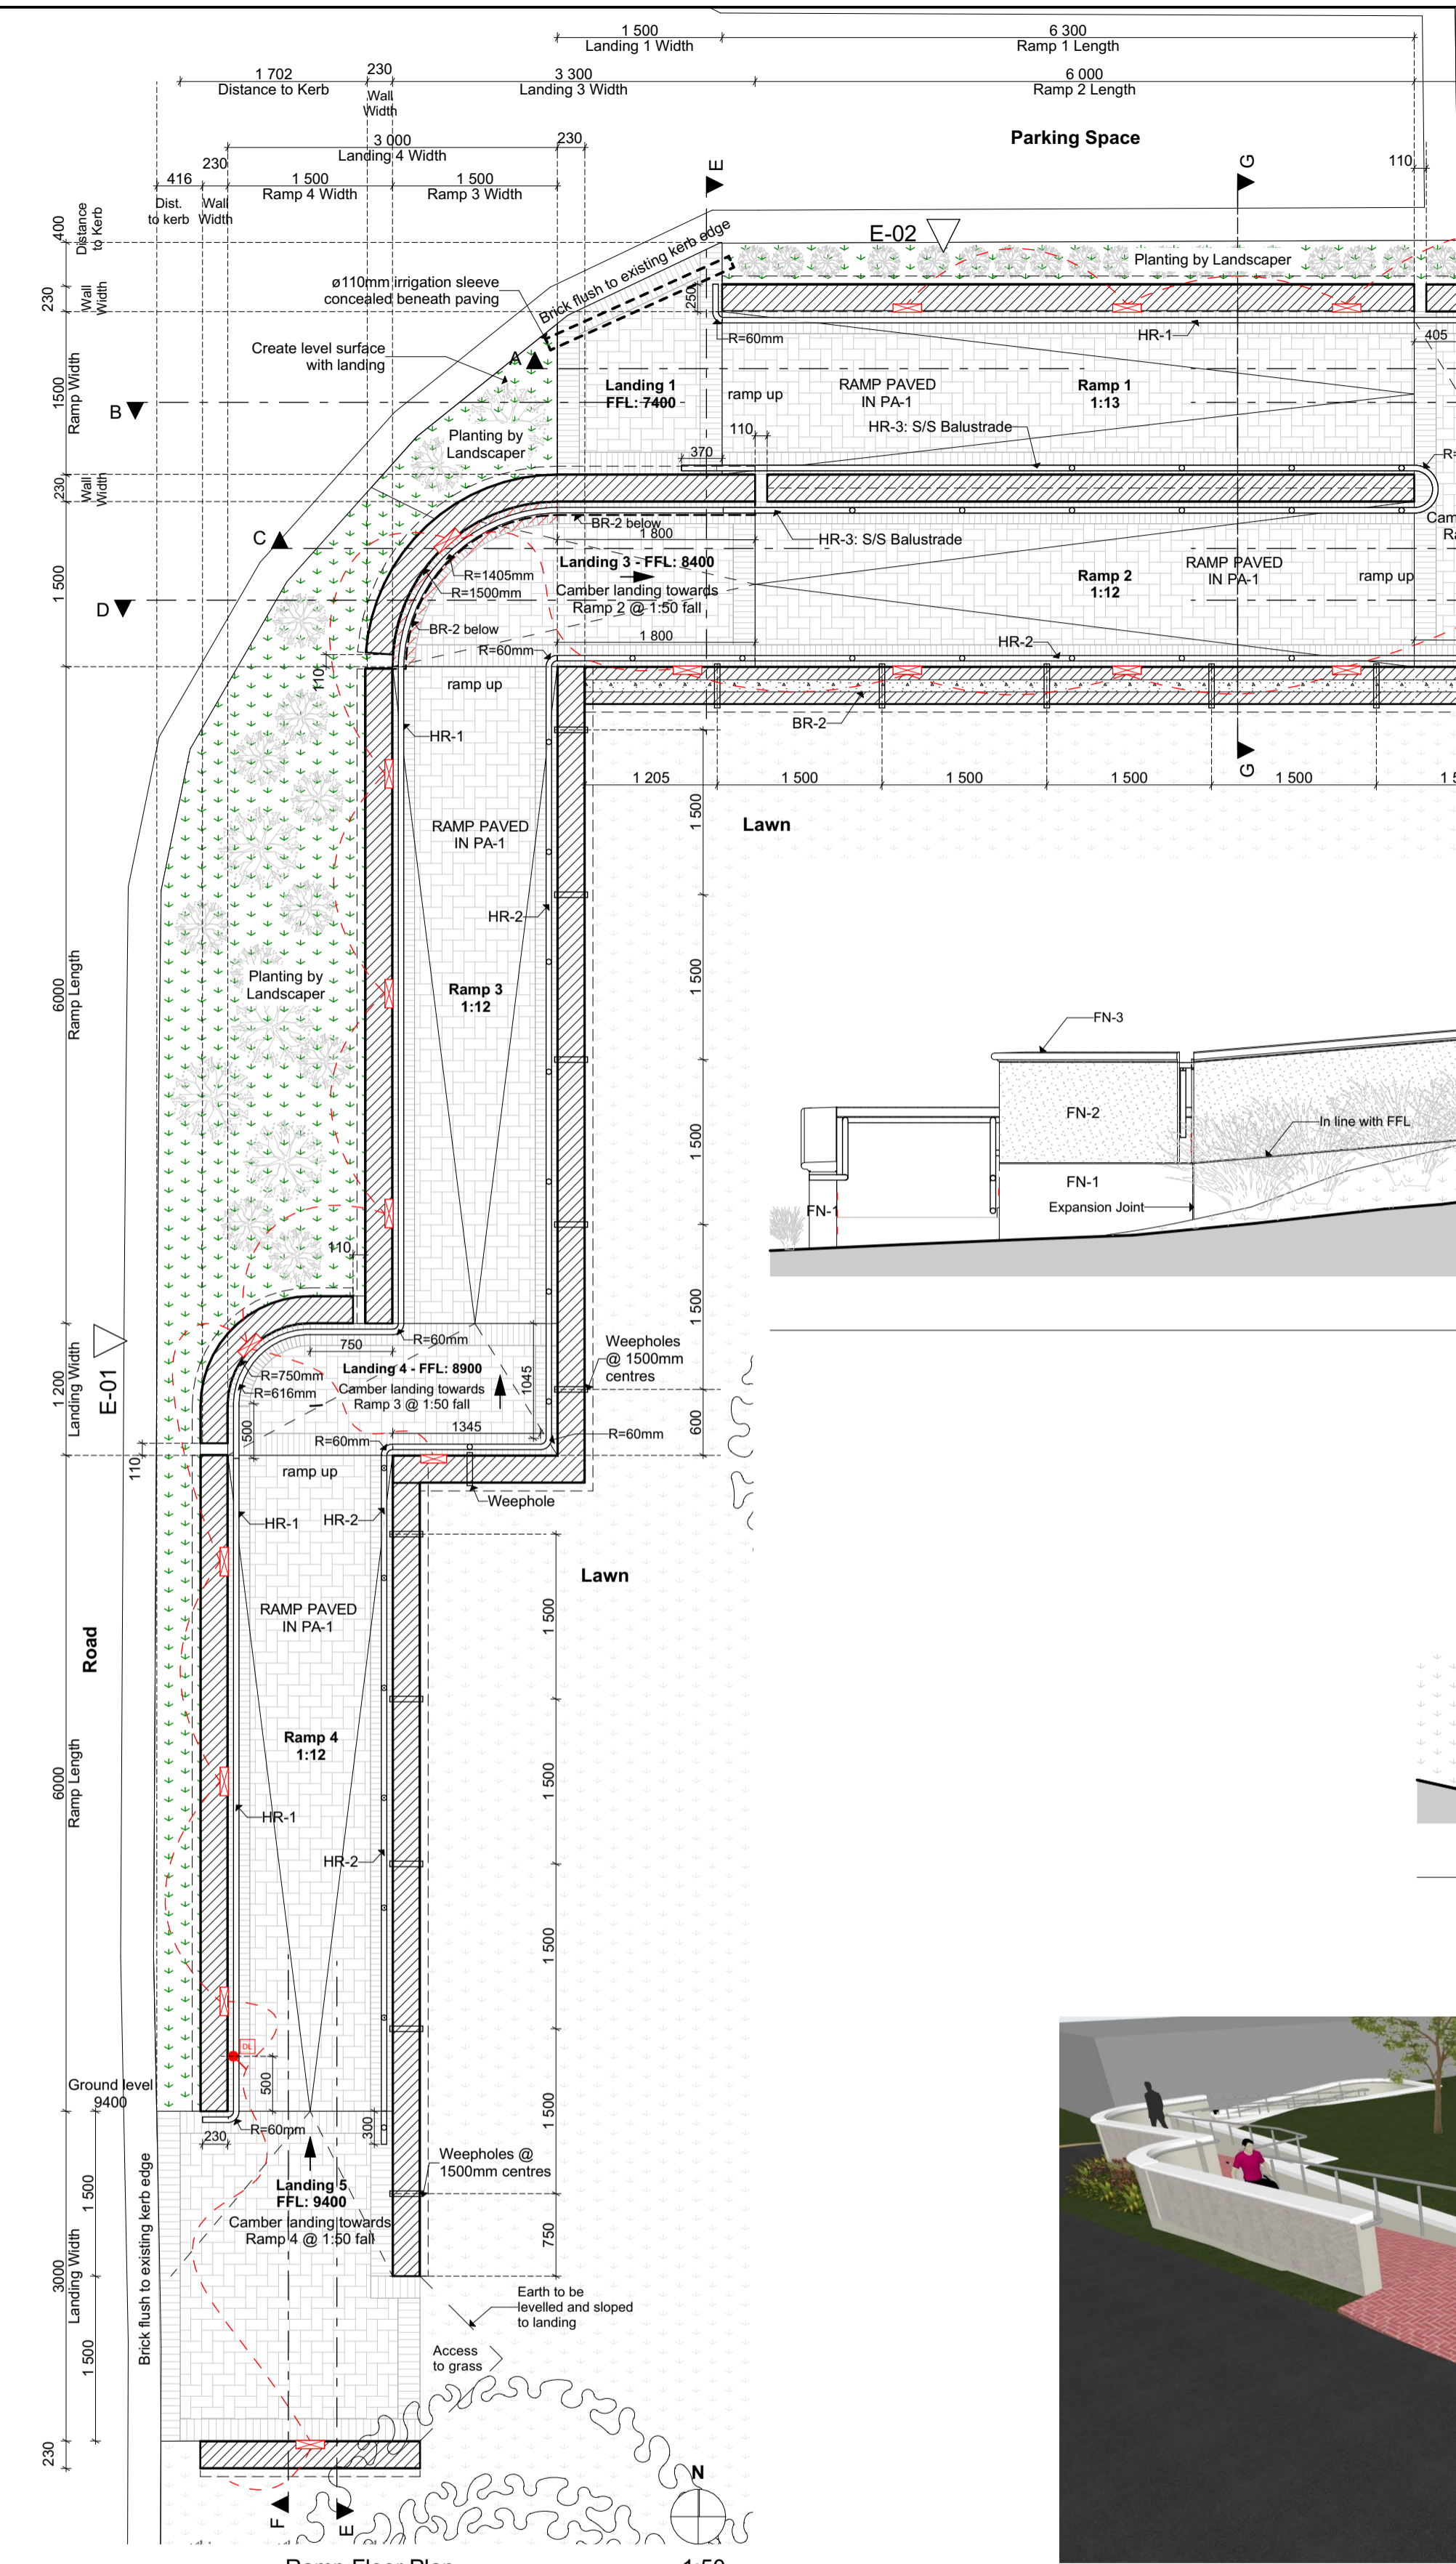 1 500
Landing 1 Width
6 300
Ramp 1 Length
1 702
Distance to Kerb
230
Wall
Width
3 300
Landing 3 Width
6 000
Ramp 2 Length
3 000
Landing 4 Width
230
Parking Space
E
G
110
416
Dist.
to kerb
230
Wall
Width
1 500
Ramp 4 Width
1 500
Ramp 3 Width
400
Distance
to Kerb
E-02
Brick flush to existing kerb edge
Planting by Landscaper
ø110mm irrigation sleeve
concealed beneath paving
230
Wall
Width
250
R=60mm
HR-1
405
Create level surface
with landing
A
B
1500
Ramp Width
Landing 1
FFL: 7400
ramp up
RAMP PAVED
IN PA-1
Ramp 1
1:13
Planting by
Landscaper
110
370
HR-3: S/S Balustrade
R=
230
Wall
Width
C
BR-2 below
1 800
HR-3: S/S Balustrade
Landing 3 - FFL: 8400
Camber landing towards
Ramp 2 @ 1:50 fall
R=1405mm
R=1500mm
Ramp 2
1:12
RAMP PAVED
IN PA-1
ramp up
1 500
D
BR-2 below
1 800
R=60mm
HR-2
110
ramp up
HR-1
BR-2
G
1 205
1 500
1 500
1 500
1 500
Lawn
1 500
RAMP PAVED
IN PA-1
HR-2
1 500
Planting by
Landscaper
Ramp 3
1:12
6000
Ramp Length
FN-3
FN-2
In line with FFL
FN-1
Expansion Joint
FN-1
1 500
110
1 500
750
R=60mm
Weepholes
@ 1500mm
centres
R=750mm
R=616mm
Landing 4 - FFL: 8900
Camber landing towards
Ramp 3 @ 1:50 fall
1045
1 200
Landing Width
E-01
500
1345
R=60mm
R=60mm
600
110
ramp up
Weephole
HR-1
HR-2
Lawn
RAMP PAVED
IN PA-1
1 500
Road
Ramp 4
1:12
6000
Ramp Length
1 500
HR-1
HR-2
1 500
DL
500
Ground level
9400
R=60mm
230
300
1 500
Weepholes @
1500mm centres
Landing 5
FFL: 9400
Camber landing towards
Ramp 4 @ 1:50 fall
1 500
750
3000
Landing Width
Brick flush to existing kerb edge
Earth to be
levelled and sloped
to landing
1 500
Access
to grass
230
N
F
E
Ramp Floor Plan
1:50